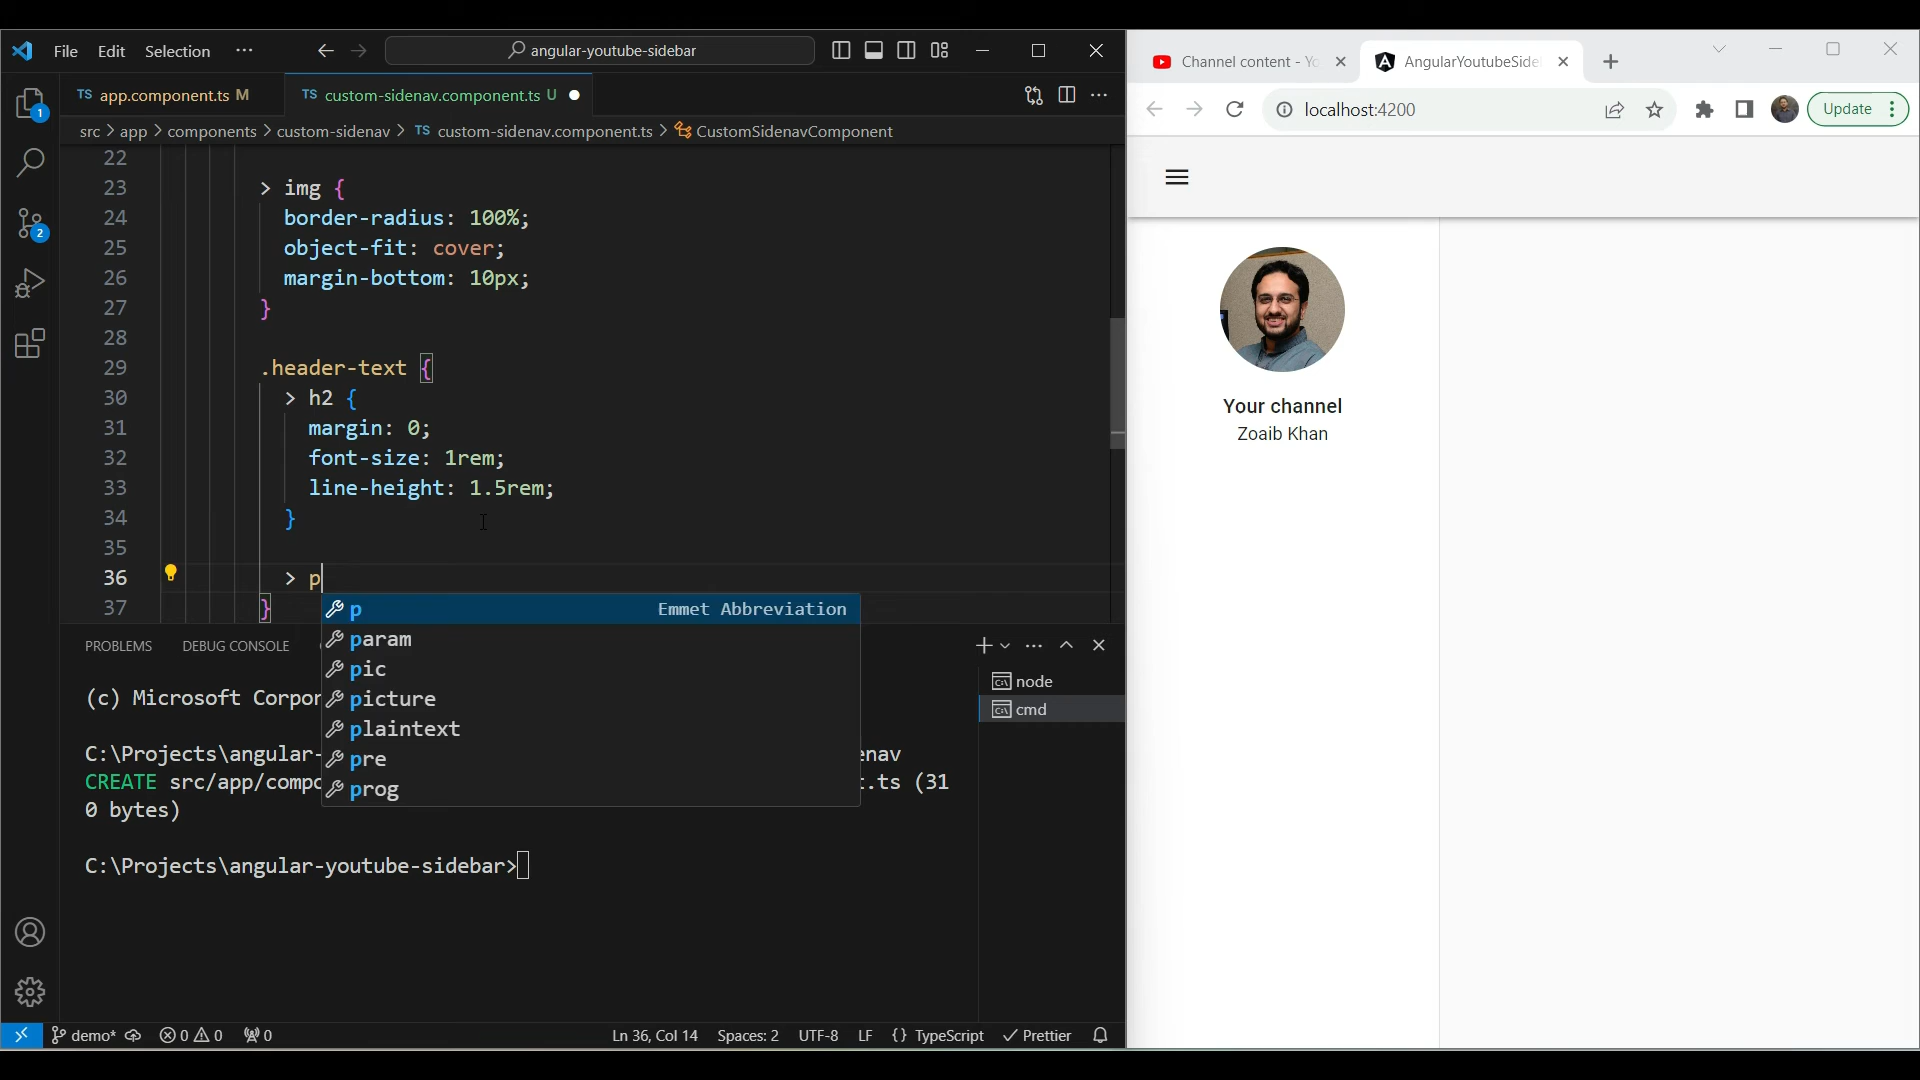 File Edit Selection ···
angular-youtube-sidebar
TS app.component.ts M
TS custom-sidenav.component.ts U
src > app > components > custom-sidenav > TS custom-sidenav.component.ts > CustomSidenavComponent
22
23 > img {
24 border-radius: 100%;
25 object-fit: cover;
26 margin-bottom: 10px;
27 }
28
29 .header-text {
30 > h2 {
31 margin: 0;
32 font-size: 1rem;
33 line-height: 1.5rem;
34 }
35
36 > p
37 }
p Emmet Abbreviation
param
pic
picture
plaintext
pre
prog
PROBLEMS DEBUG CONSOLE
node
cmd
(c) Microsoft Corpor
C:\Projects\angular- enav
CREATE src/app/compo .ts (31
0 bytes)
C:\Projects\angular-youtube-sidebar>
1
2
demo* 0 0 0 Ln 36, Col 14 Spaces: 2 UTF-8 LF {} TypeScript Prettier
Channel content - Yo
AngularYoutubeSide
localhost:4200
Update
Your channel
Zoaib Khan